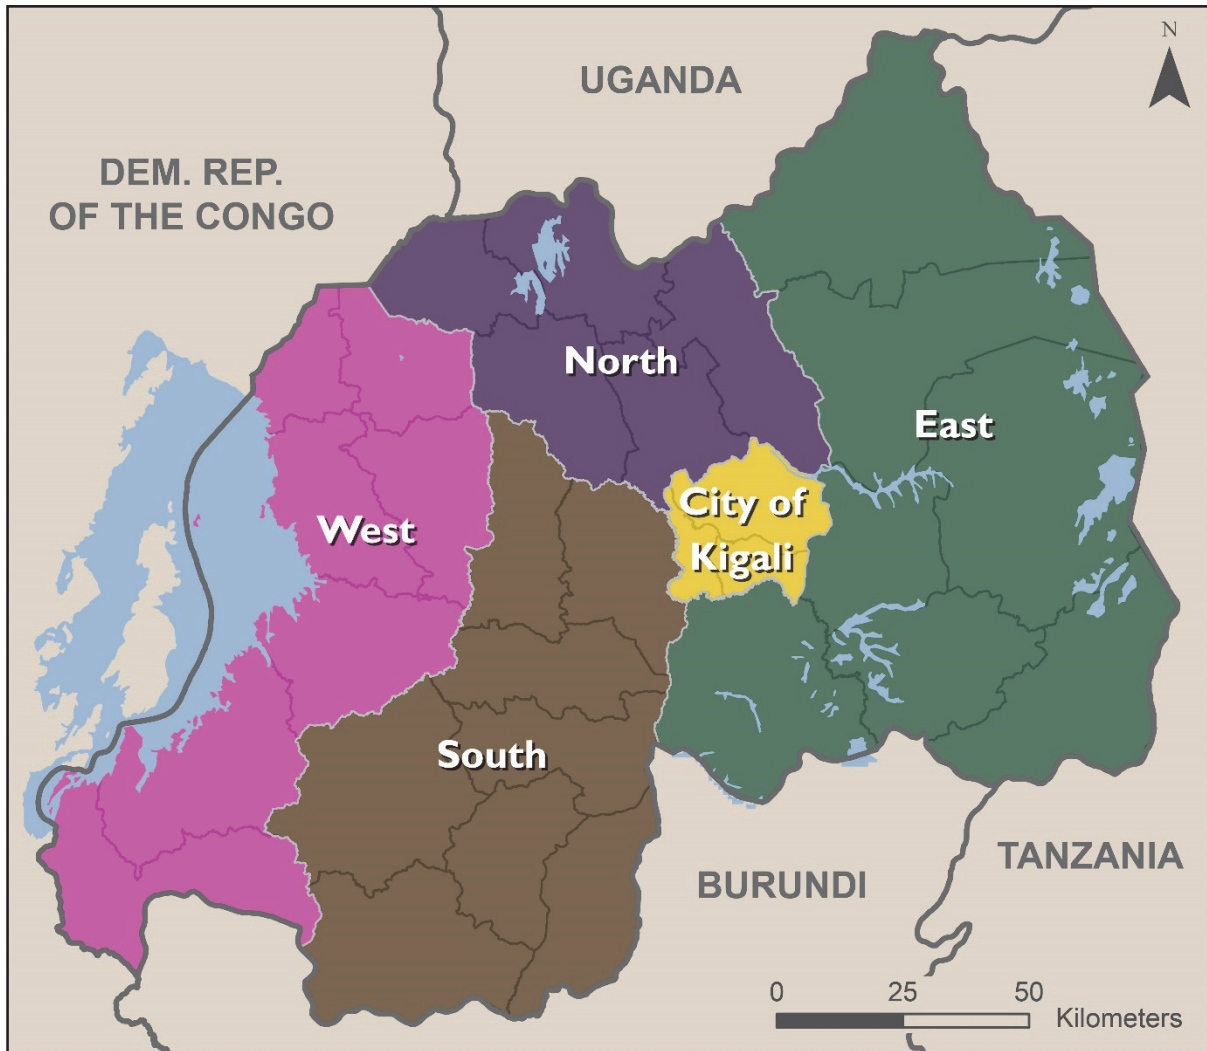 N
UGANDA
DEM. REP.
OF THE CONGO
North
East
City of
Kigali
West
South
TANZANIA
BURUNDI
0 25 50
Kilometers